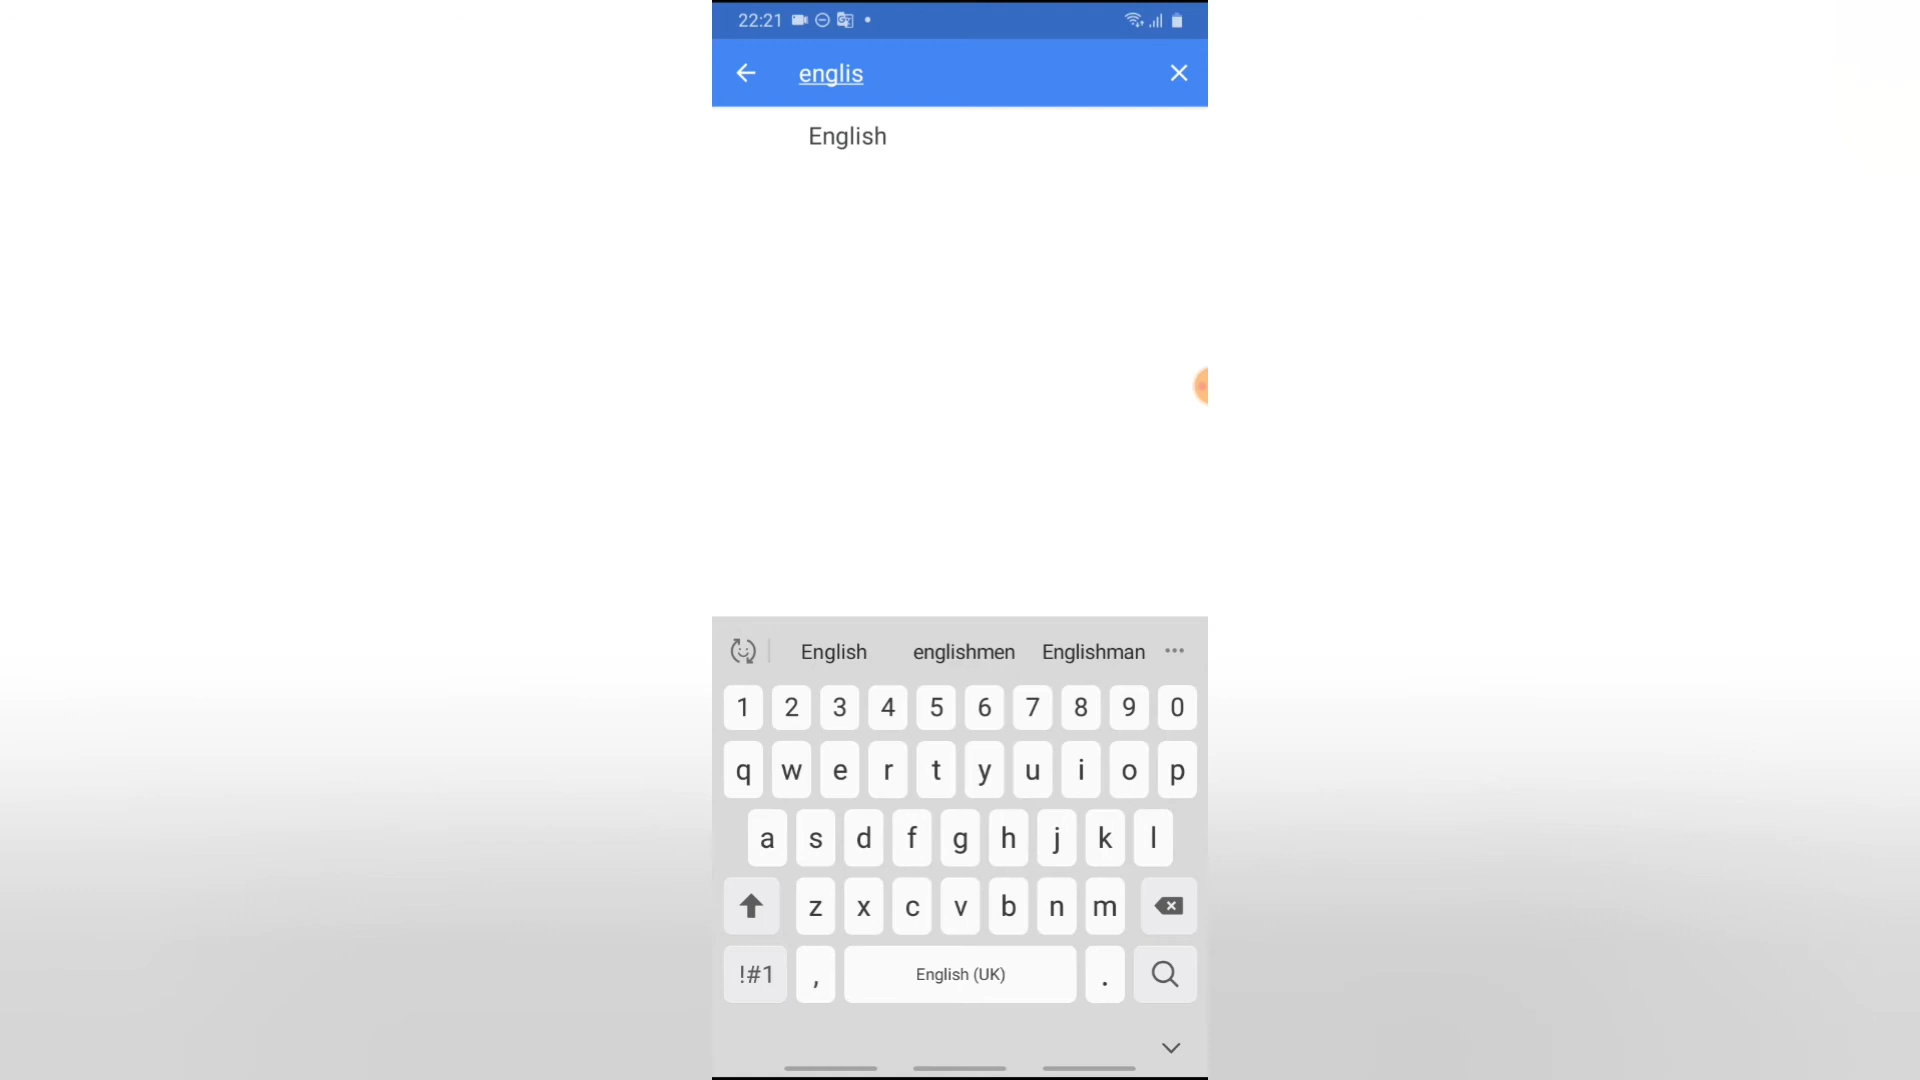 22:21
englis
English
English englishmen Englishman
1 2 3 4 5 6 7 8 9 0
q w e r t y u i o p
a s d f g h j k l
z x c v b n m
!#1 , English (UK) .